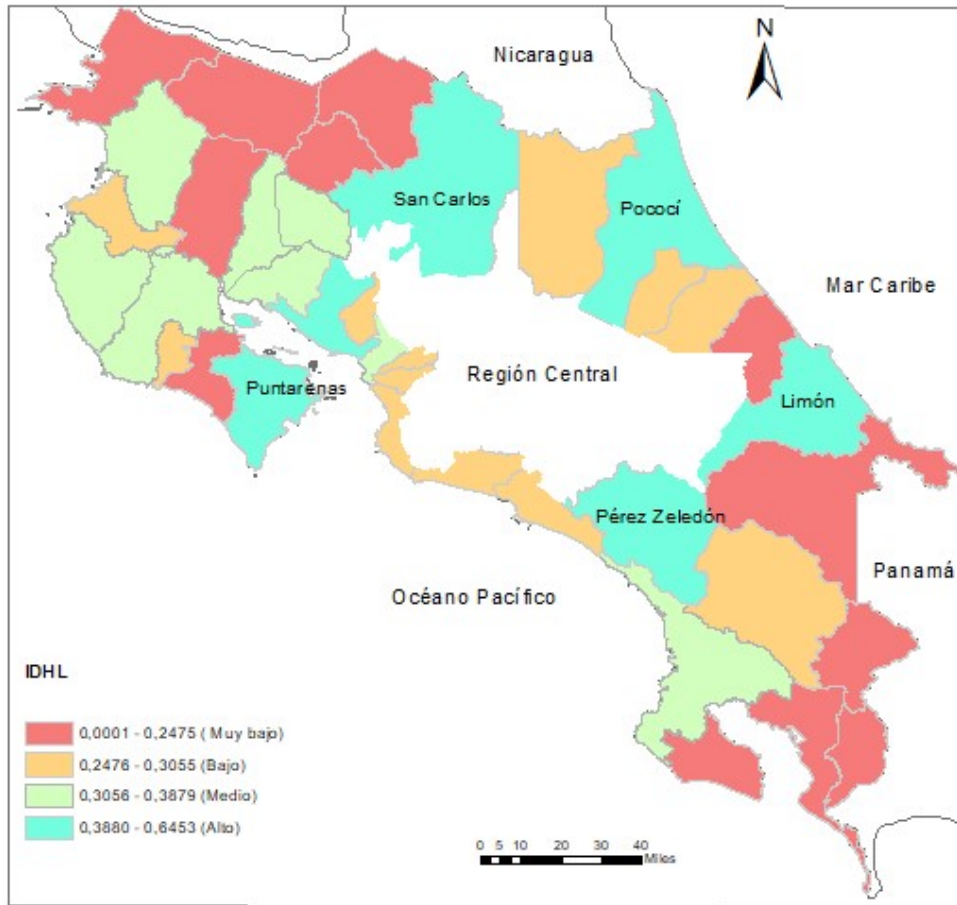 N
Nicaragua
San Carlos
Pococí
Mar Caribe
Región Central
Puntarenas
Limón
Pérez Zeledón
Panamá
Océano Pacífico
IDHL
0,0001 - 0,2475 ( Muy bajo)
0,2476 - 0,3055 (Bajo)
0,3056 - 0,3879 (Medio)
0,3880 - 0,6453 (Alto)
0 5 10 20 30 40
Miles